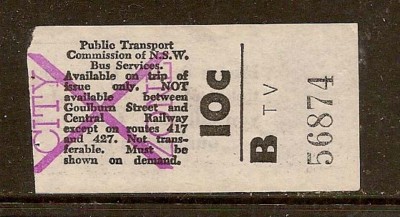 Public Transport
Commission of N.S.W.
Bus Services.
Available on trip of
issue only. NOT
available between
Goulburn Street and
Central Railway
except on routes 417
and 427. Not trans-
ferable. Must be
shown on demand.
CITY
10c
B
TV
56874